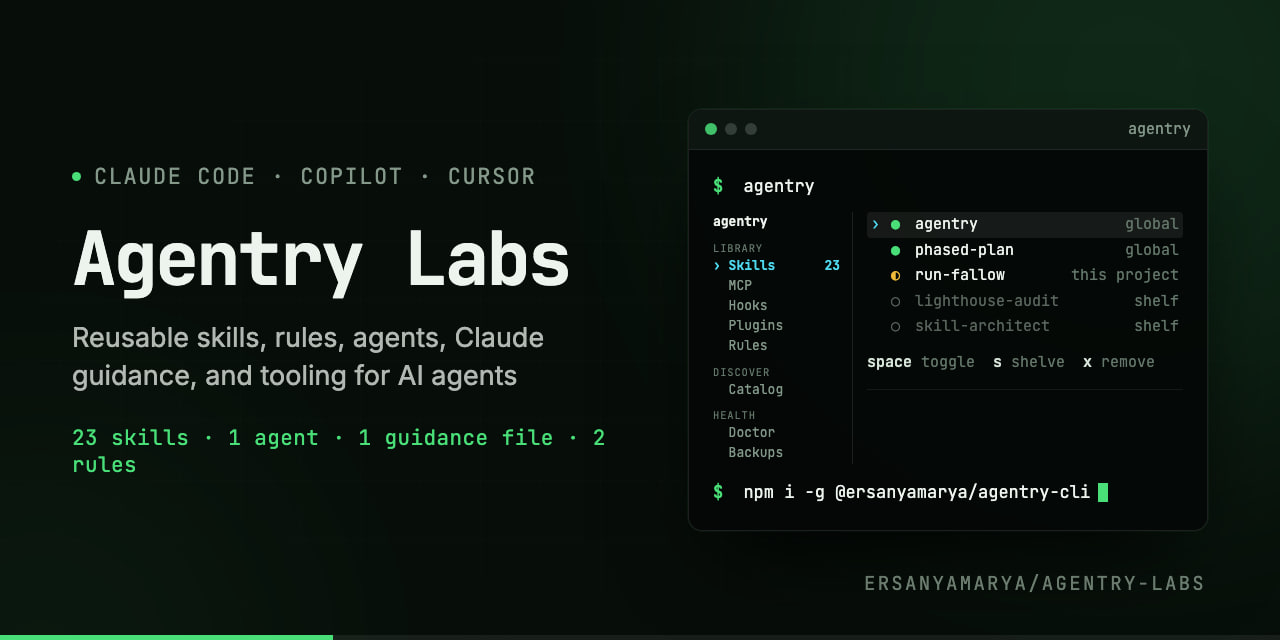 CLAUDE CODE · COPILOT · CURSOR
Agentry Labs
Reusable skills, rules, agents, Claude
guidance, and tooling for AI agents
23 skills · 1 agent · 1 guidance file · 2
rules
agentry
$ agentry
agentry
LIBRARY
› Skills 23
MCP
Hooks
Plugins
Rules
DISCOVER
Catalog
HEALTH
Doctor
Backups
› ● agentry global
● phased-plan global
◐ run-fallow this project
○ lighthouse-audit shelf
○ skill-architect shelf
space toggle s shelve x remove
$ npm i -g @ersanyamarya/agentry-cli
ERSANYAMARYA/AGENTRY-LABS